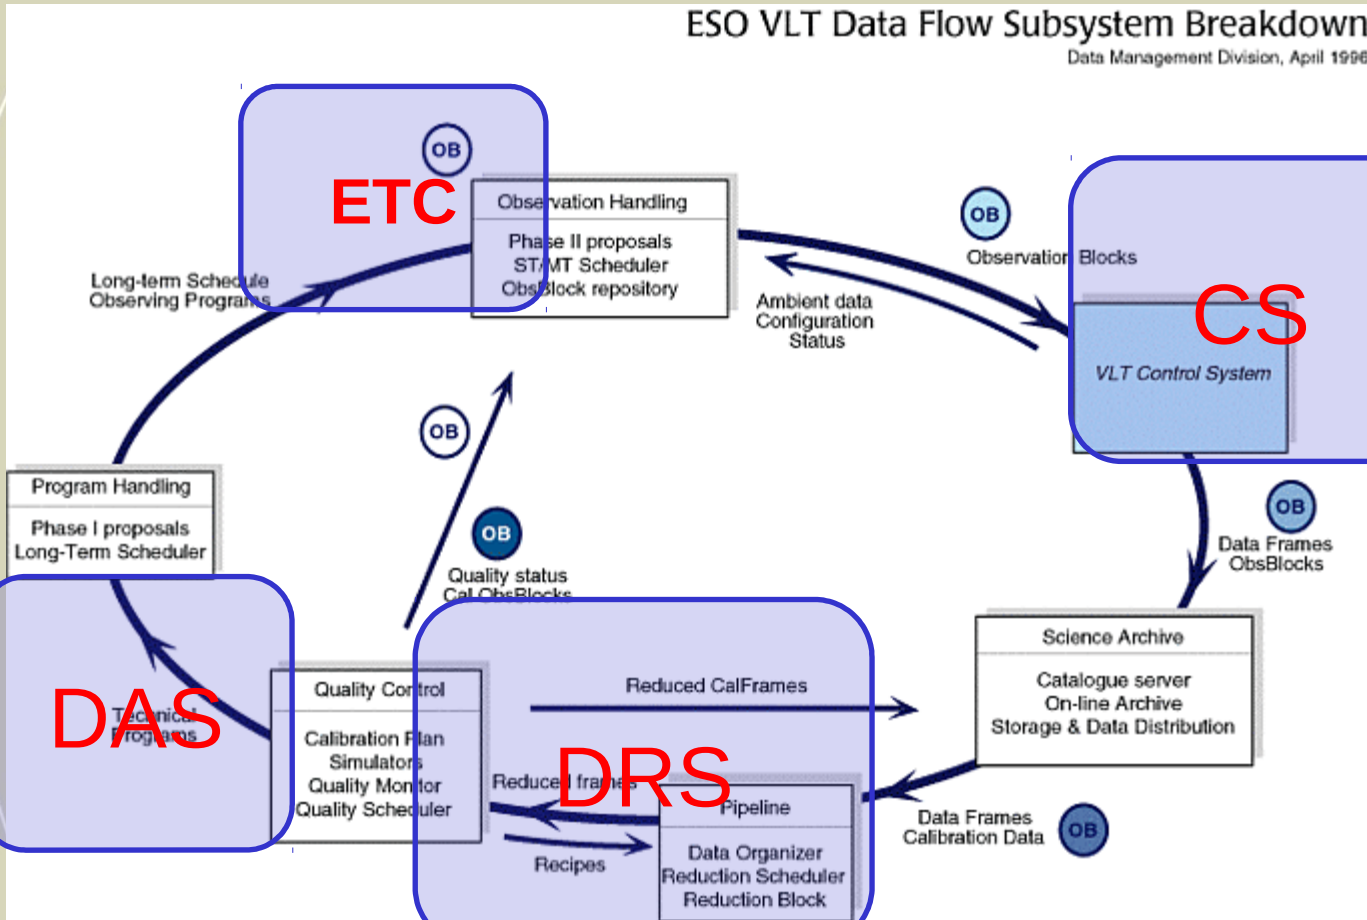 ESO VLT Data Flow Subsystem Breakdown
Data Management Division, April 1996
OB
ETC
Observation Handling
Phase II proposals
ST/MT Scheduler
ObsBlock repository
OB
Observation Blocks
Long-term Schedule
Observing Programs
Ambient data
Configuration
Status
CS
VLT Control System
OB
Program Handling
Phase I proposals
Long-Term Scheduler
OB
Quality status
Cal ObsBlocks
OB
Data Frames
ObsBlocks
Science Archive
Catalogue server
On-line Archive
Storage & Data Distribution
DAS
Technical
Programs
Quality Control
Calibration Plan
Simulators
Quality Monitor
Quality Scheduler
Reduced CalFrames
DRS
Reduced frames
Recipes
Pipeline
Data Organizer
Reduction Scheduler
Reduction Block
Data Frames
Calibration Data
OB